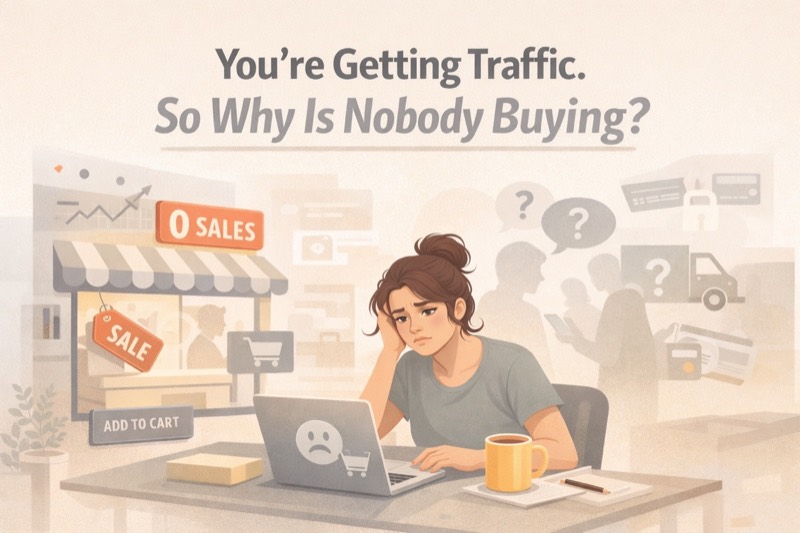 You're Getting Traffic.
So Why Is Nobody Buying?
0 SALES
? ?
?
SALE
ADD TO CART